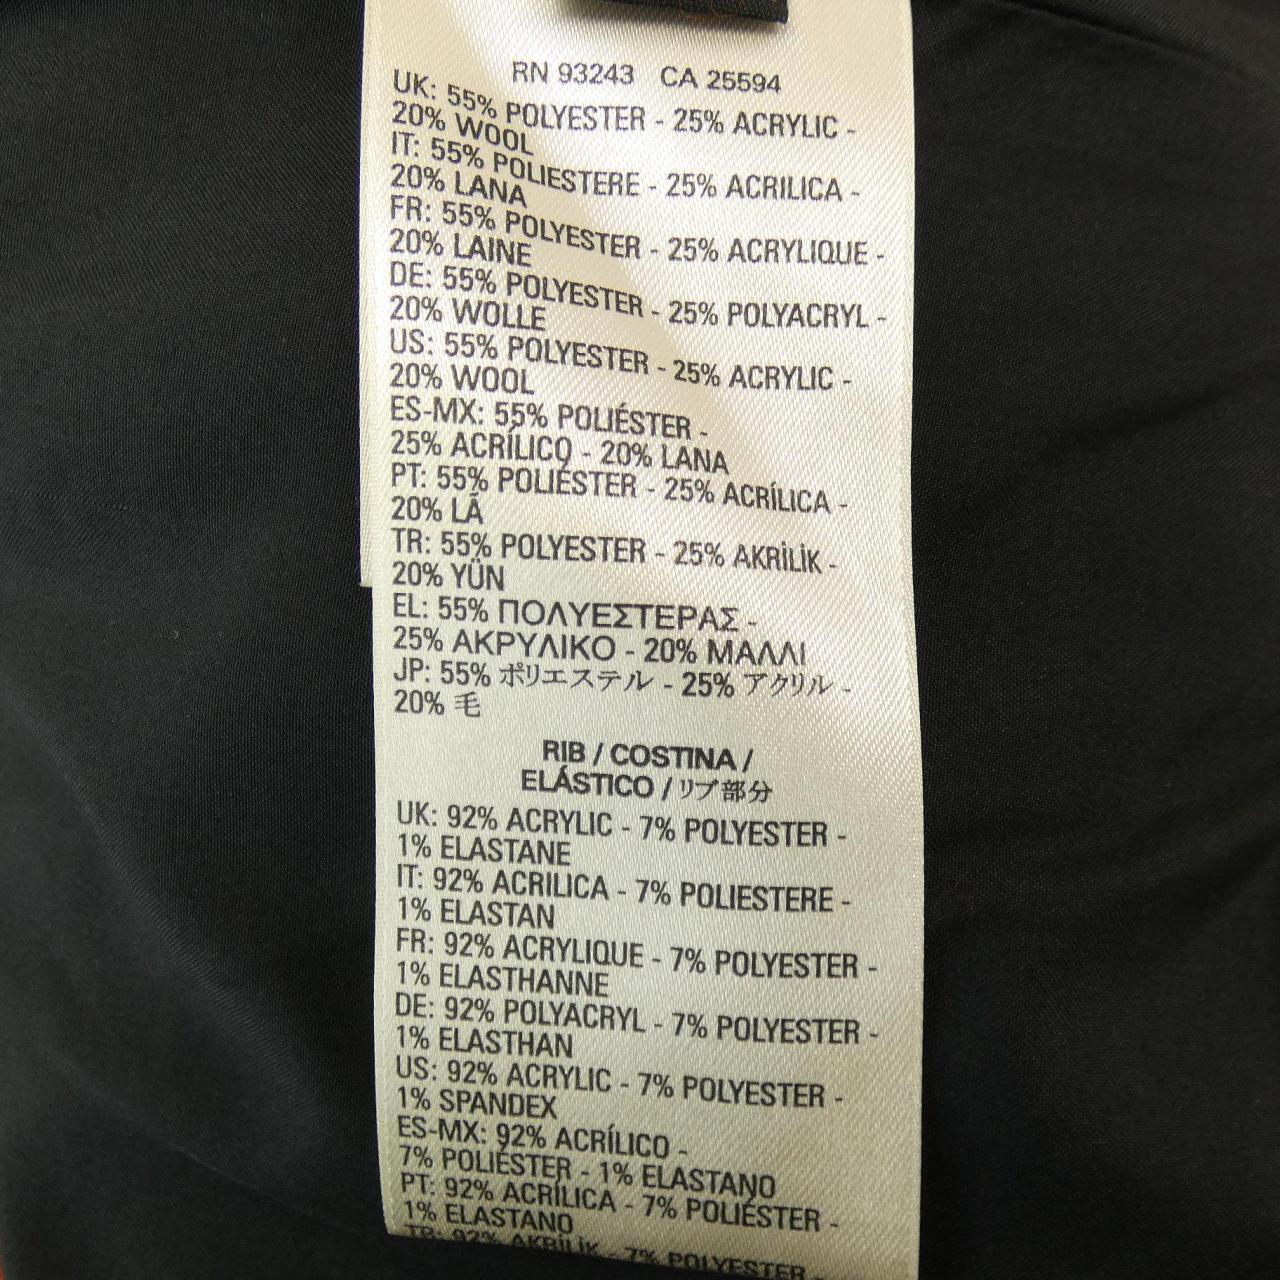 RN 93243 CA 25594
UK: 55% POLYESTER - 25% ACRYLIC -
20% WOOL
IT: 55% POLIESTERE - 25% ACRILICA -
20% LANA
FR: 55% POLYESTER - 25% ACRYLIQUE -
20% LAINE
DE: 55% POLYESTER - 25% POLYACRYL -
20% WOLLE
US: 55% POLYESTER - 25% ACRYLIC -
20% WOOL
ES-MX: 55% POLIÉSTER -
25% ACRÍLICO - 20% LANA
PT: 55% POLIÉSTER - 25% ACRÍLICA -
20% LÃ
TR: 55% POLYESTER - 25% AKRİLİK -
20% YÜN
EL: 55% ΠΟΛΥΕΣΤΕΡΑΣ -
25% ΑΚΡΥΛΙΚΟ - 20% ΜΑΛΛΙ
JP: 55% ポリエステル - 25% アクリル -
20% 毛
RIB / COSTINA /
ELÁSTICO / リブ部分
UK: 92% ACRYLIC - 7% POLYESTER -
1% ELASTANE
IT: 92% ACRILICA - 7% POLIESTERE -
1% ELASTAN
FR: 92% ACRYLIQUE - 7% POLYESTER -
1% ELASTHANNE
DE: 92% POLYACRYL - 7% POLYESTER -
1% ELASTHAN
US: 92% ACRYLIC - 7% POLYESTER -
1% SPANDEX
ES-MX: 92% ACRÍLICO -
7% POLIÉSTER - 1% ELASTANO
PT: 92% ACRÍLICA - 7% POLIÉSTER -
1% ELASTANO
TR: 92% AKRİLİK - 7% POLYESTER -